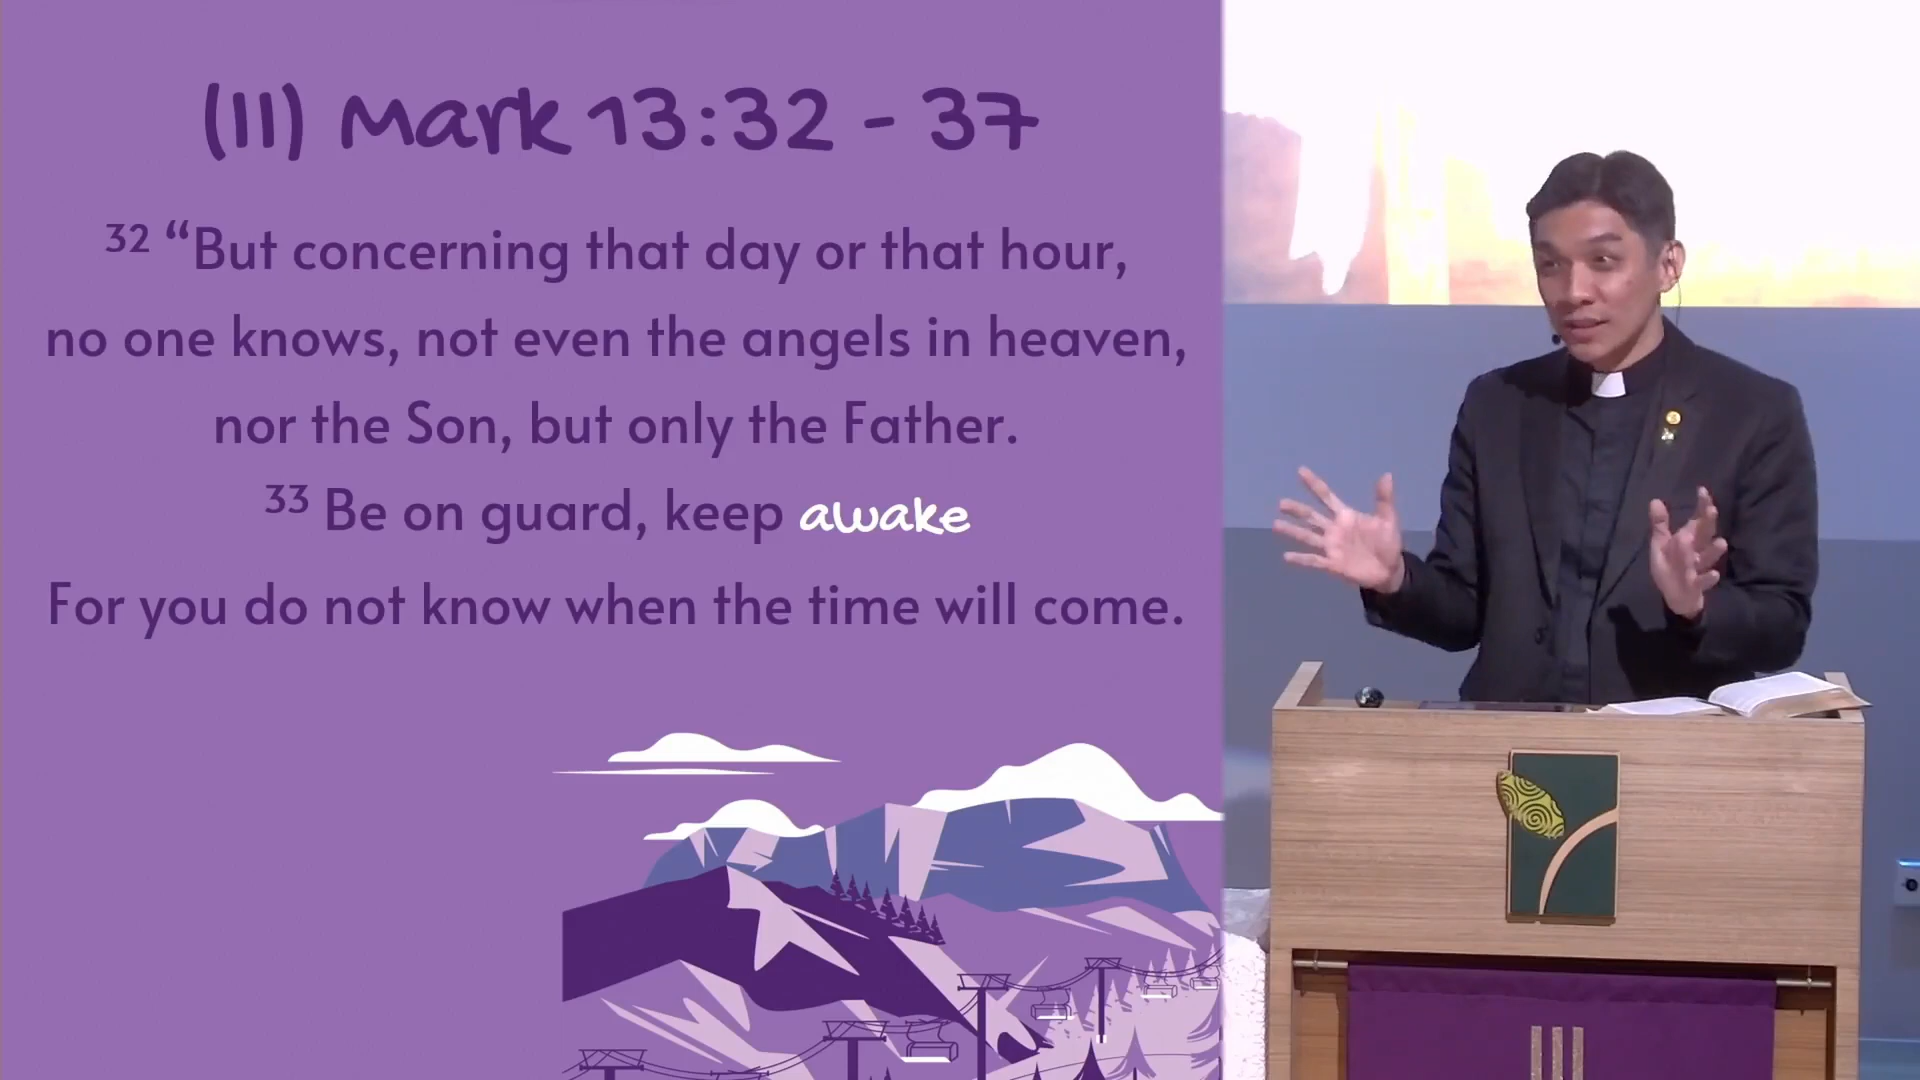 (II) Mark 13:32 - 37
32 “But concerning that day or that hour,
no one knows, not even the angels in heaven,
nor the Son, but only the Father.
33 Be on guard, keep awake
For you do not know when the time will come.